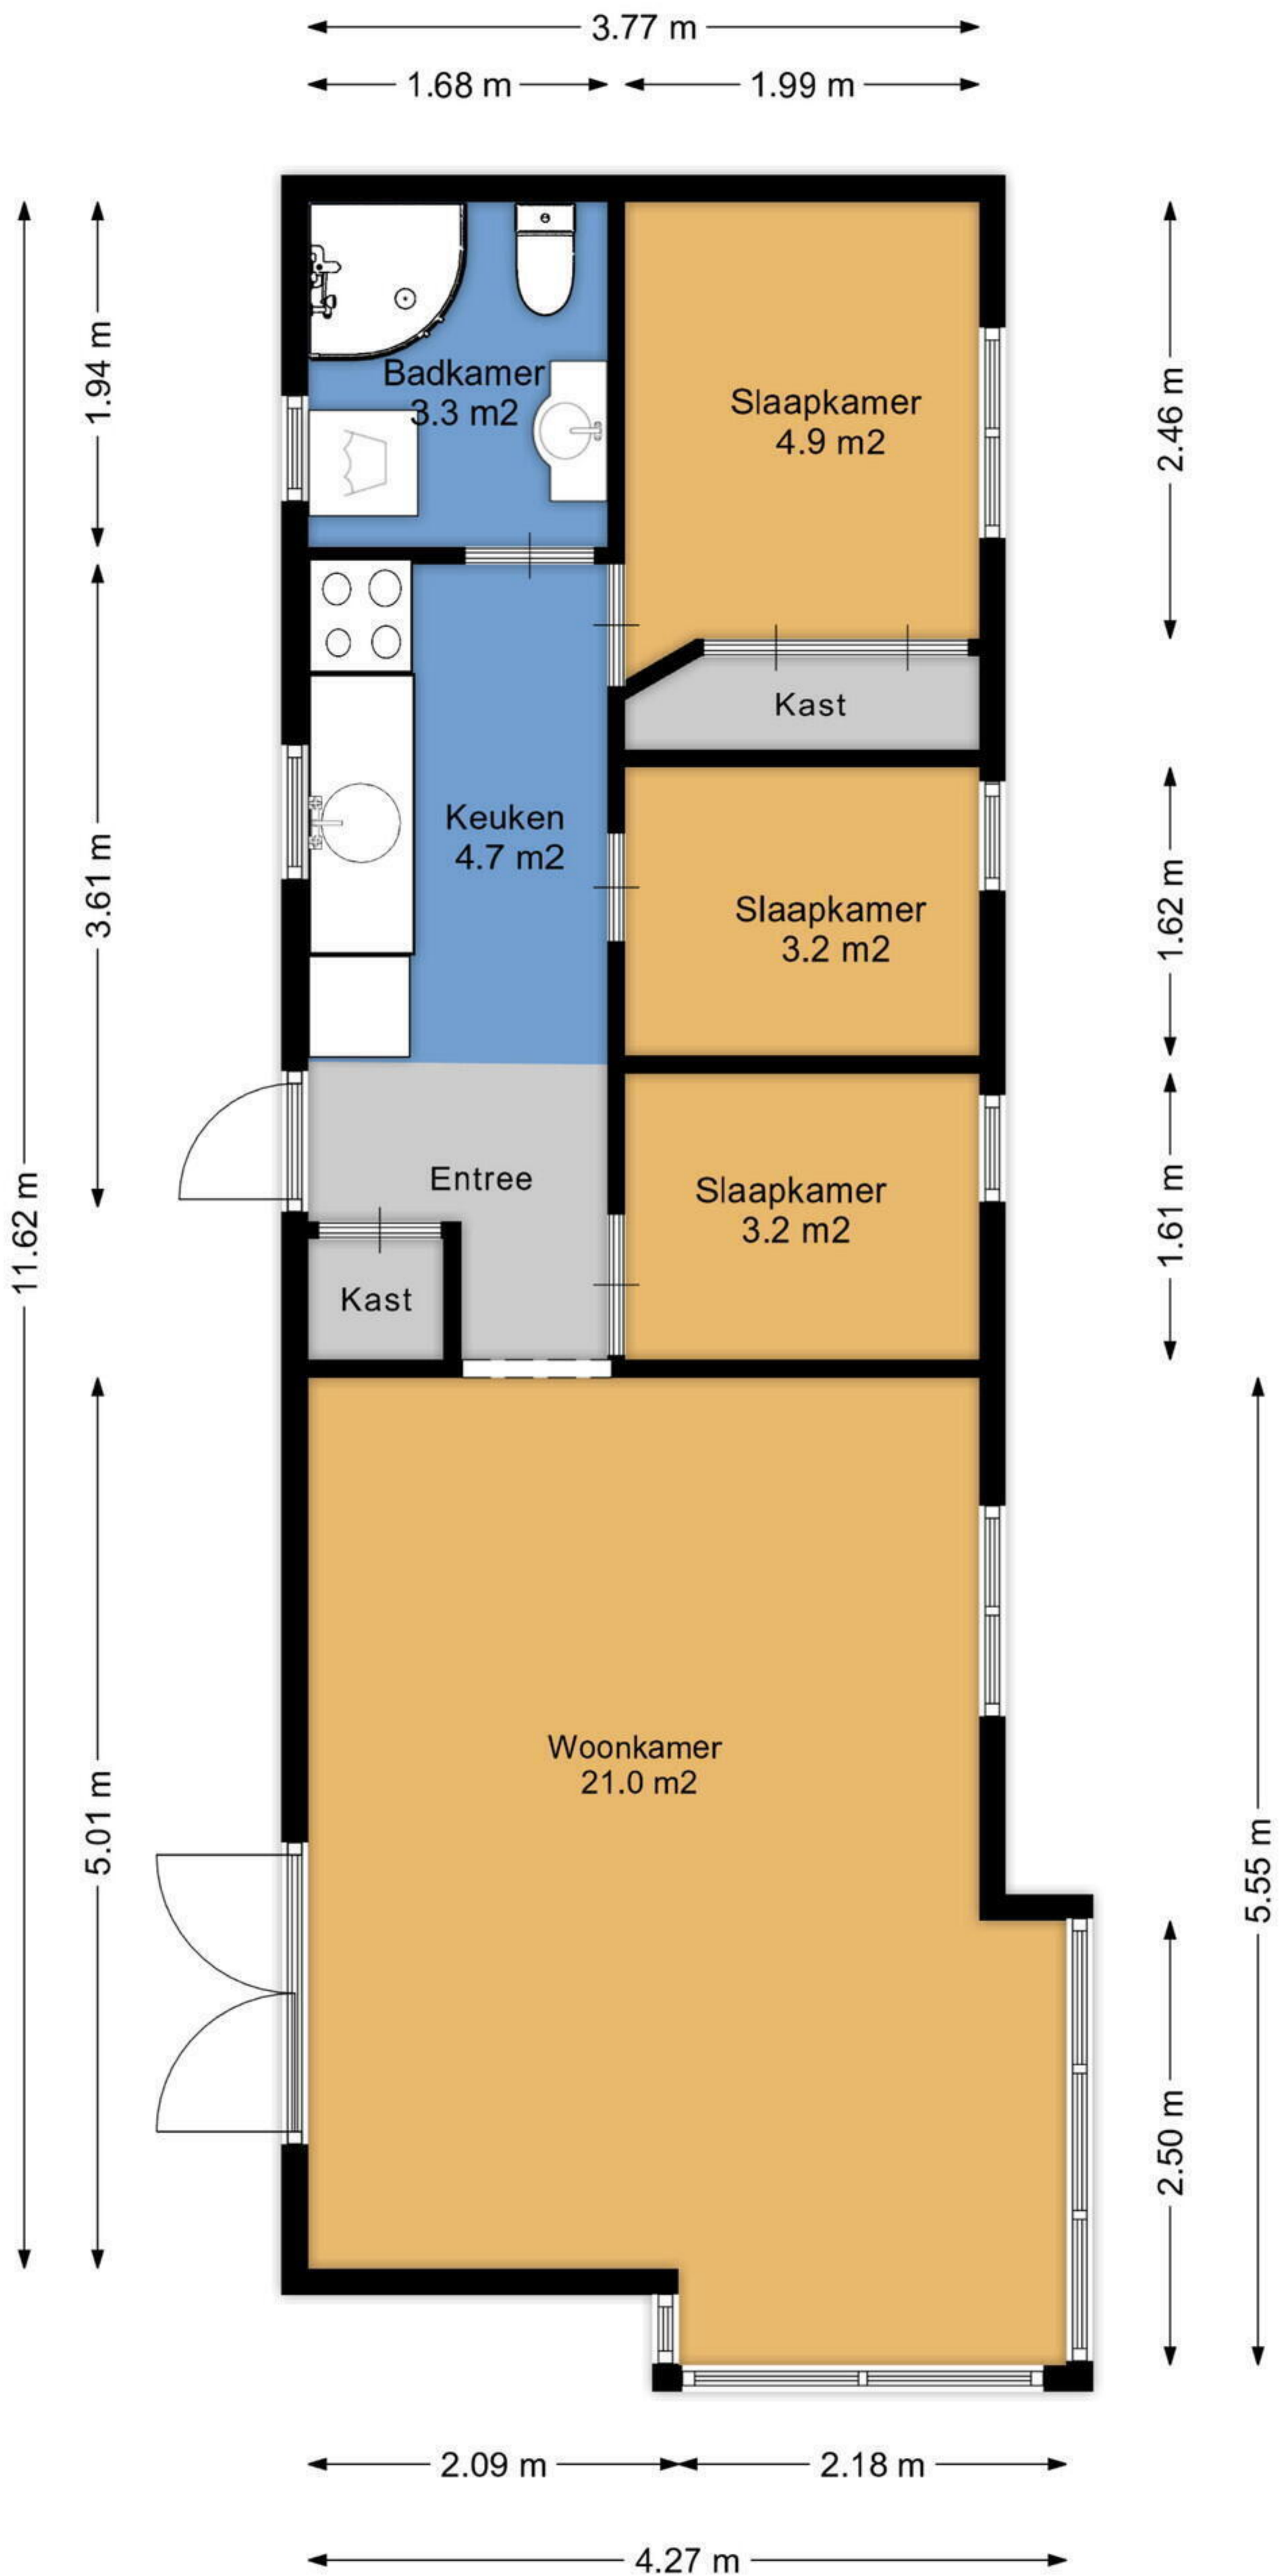 3.77 m
1.68 m
1.99 m
1.94 m
Badkamer
3.3 m2
Slaapkamer
4.9 m2
2.46 m
Kast
3.61 m
Keuken
4.7 m2
Slaapkamer
3.2 m2
1.62 m
11.62 m
Entree
Slaapkamer
3.2 m2
1.61 m
Kast
Woonkamer
21.0 m2
5.01 m
5.55 m
2.50 m
2.09 m
2.18 m
4.27 m